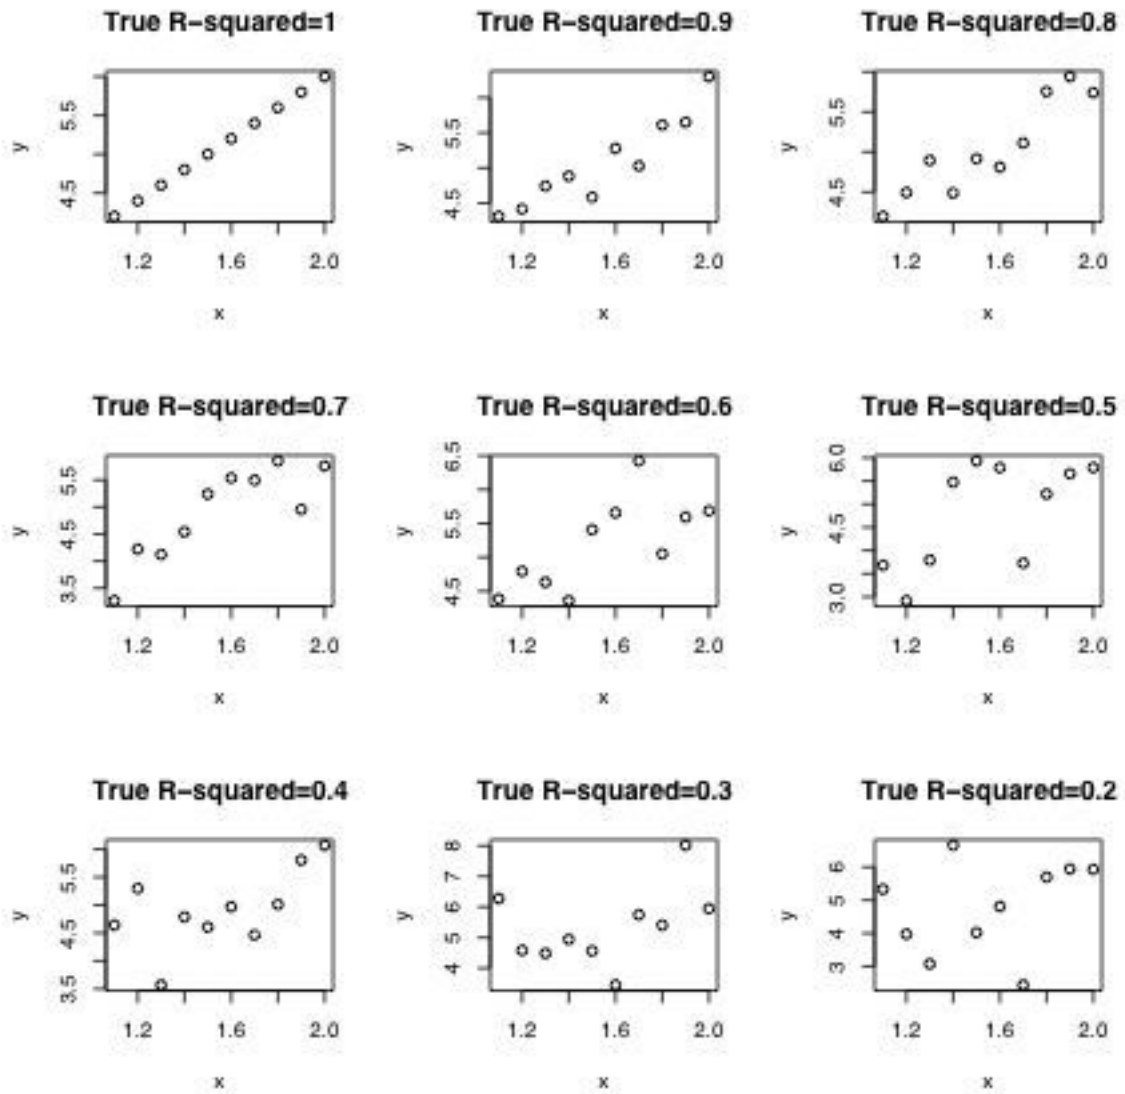 True R-squared=1
y
4.5 5.5
1.2 1.6 2.0
x
True R-squared=0.9
y
4.5 5.5
1.2 1.6 2.0
x
True R-squared=0.8
y
4.5 5.5
1.2 1.6 2.0
x
True R-squared=0.7
y
3.5 4.5 5.5
1.2 1.6 2.0
x
True R-squared=0.6
y
4.5 5.5 6.5
1.2 1.6 2.0
x
True R-squared=0.5
y
3.0 4.5 6.0
1.2 1.6 2.0
x
True R-squared=0.4
y
3.5 4.5 5.5
1.2 1.6 2.0
x
True R-squared=0.3
y
4 5 6 7 8
1.2 1.6 2.0
x
True R-squared=0.2
y
3 4 5 6
1.2 1.6 2.0
x